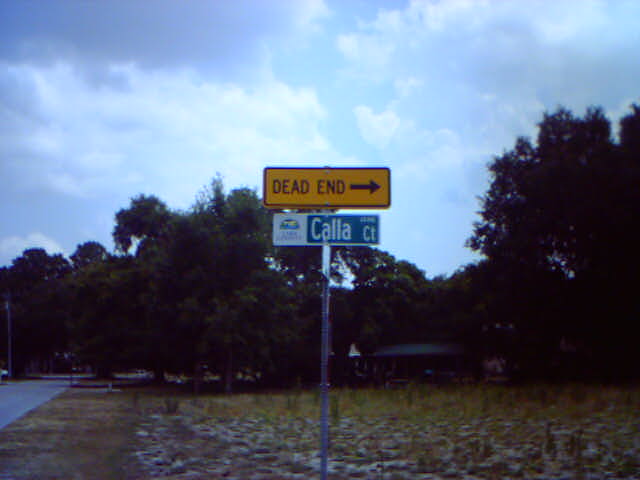 DEAD END →
Calla Ct